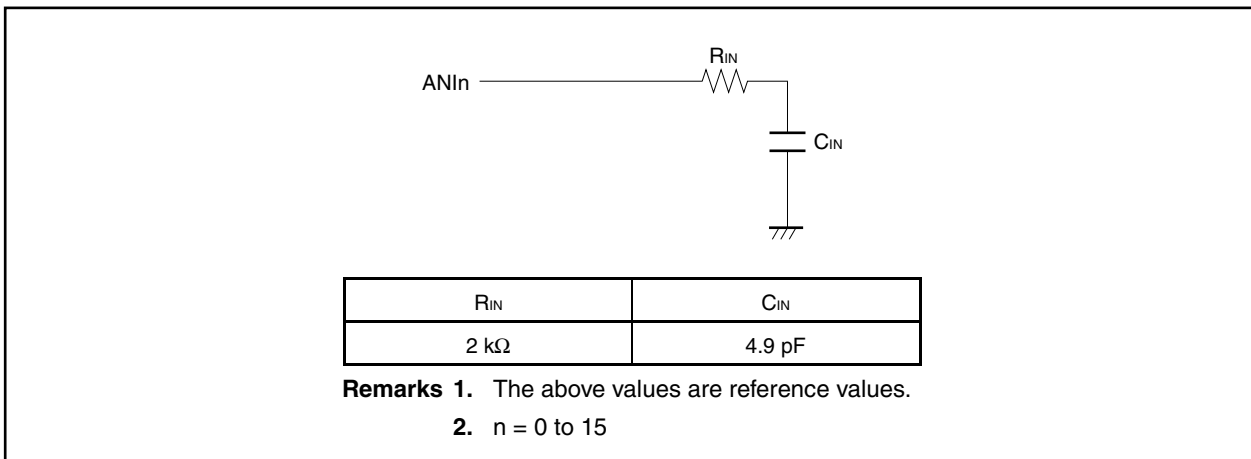 RIN
ANIn
CIN
RIN CIN
2 kΩ 4.9 pF
Remarks 1. The above values are reference values.
2. n = 0 to 15